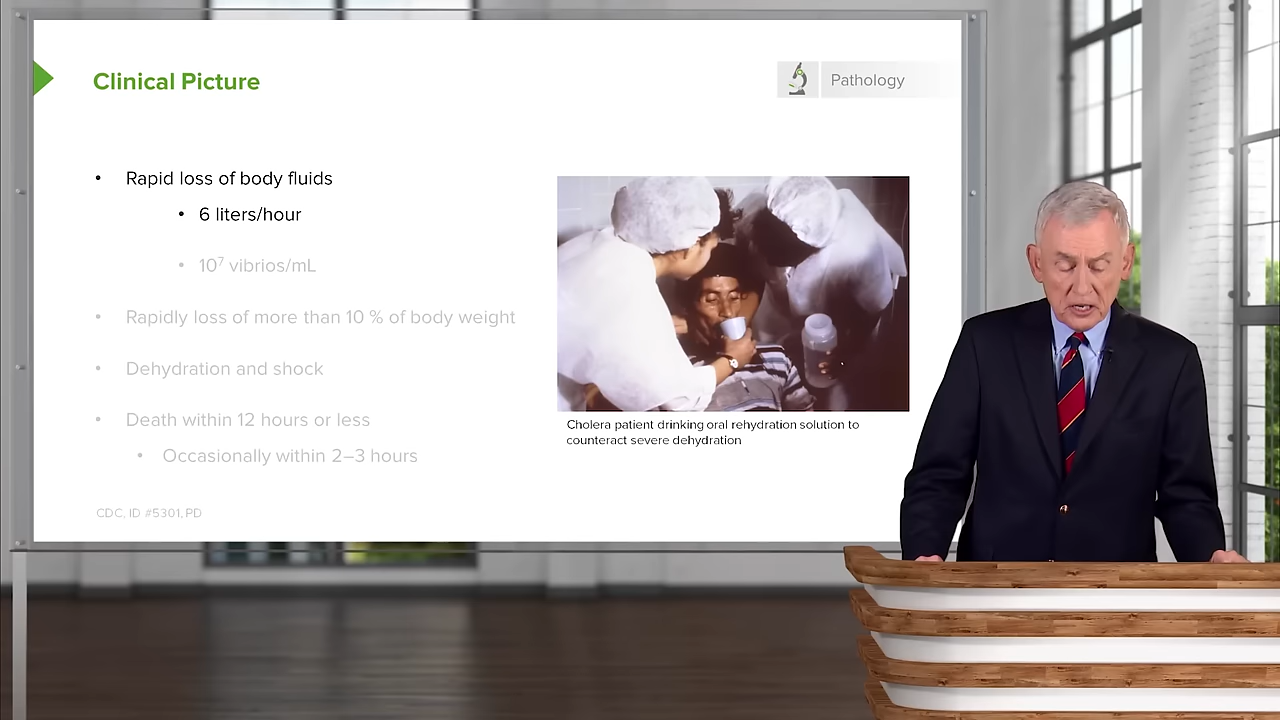 Clinical Picture
Pathology
• Rapid loss of body fluids
• 6 liters/hour
• 10⁷ vibrios/mL
• Rapidly loss of more than 10 % of body weight
• Dehydration and shock
• Death within 12 hours or less
• Occasionally within 2–3 hours
Cholera patient drinking oral rehydration solution to
counteract severe dehydration
CDC, ID #5301, PD